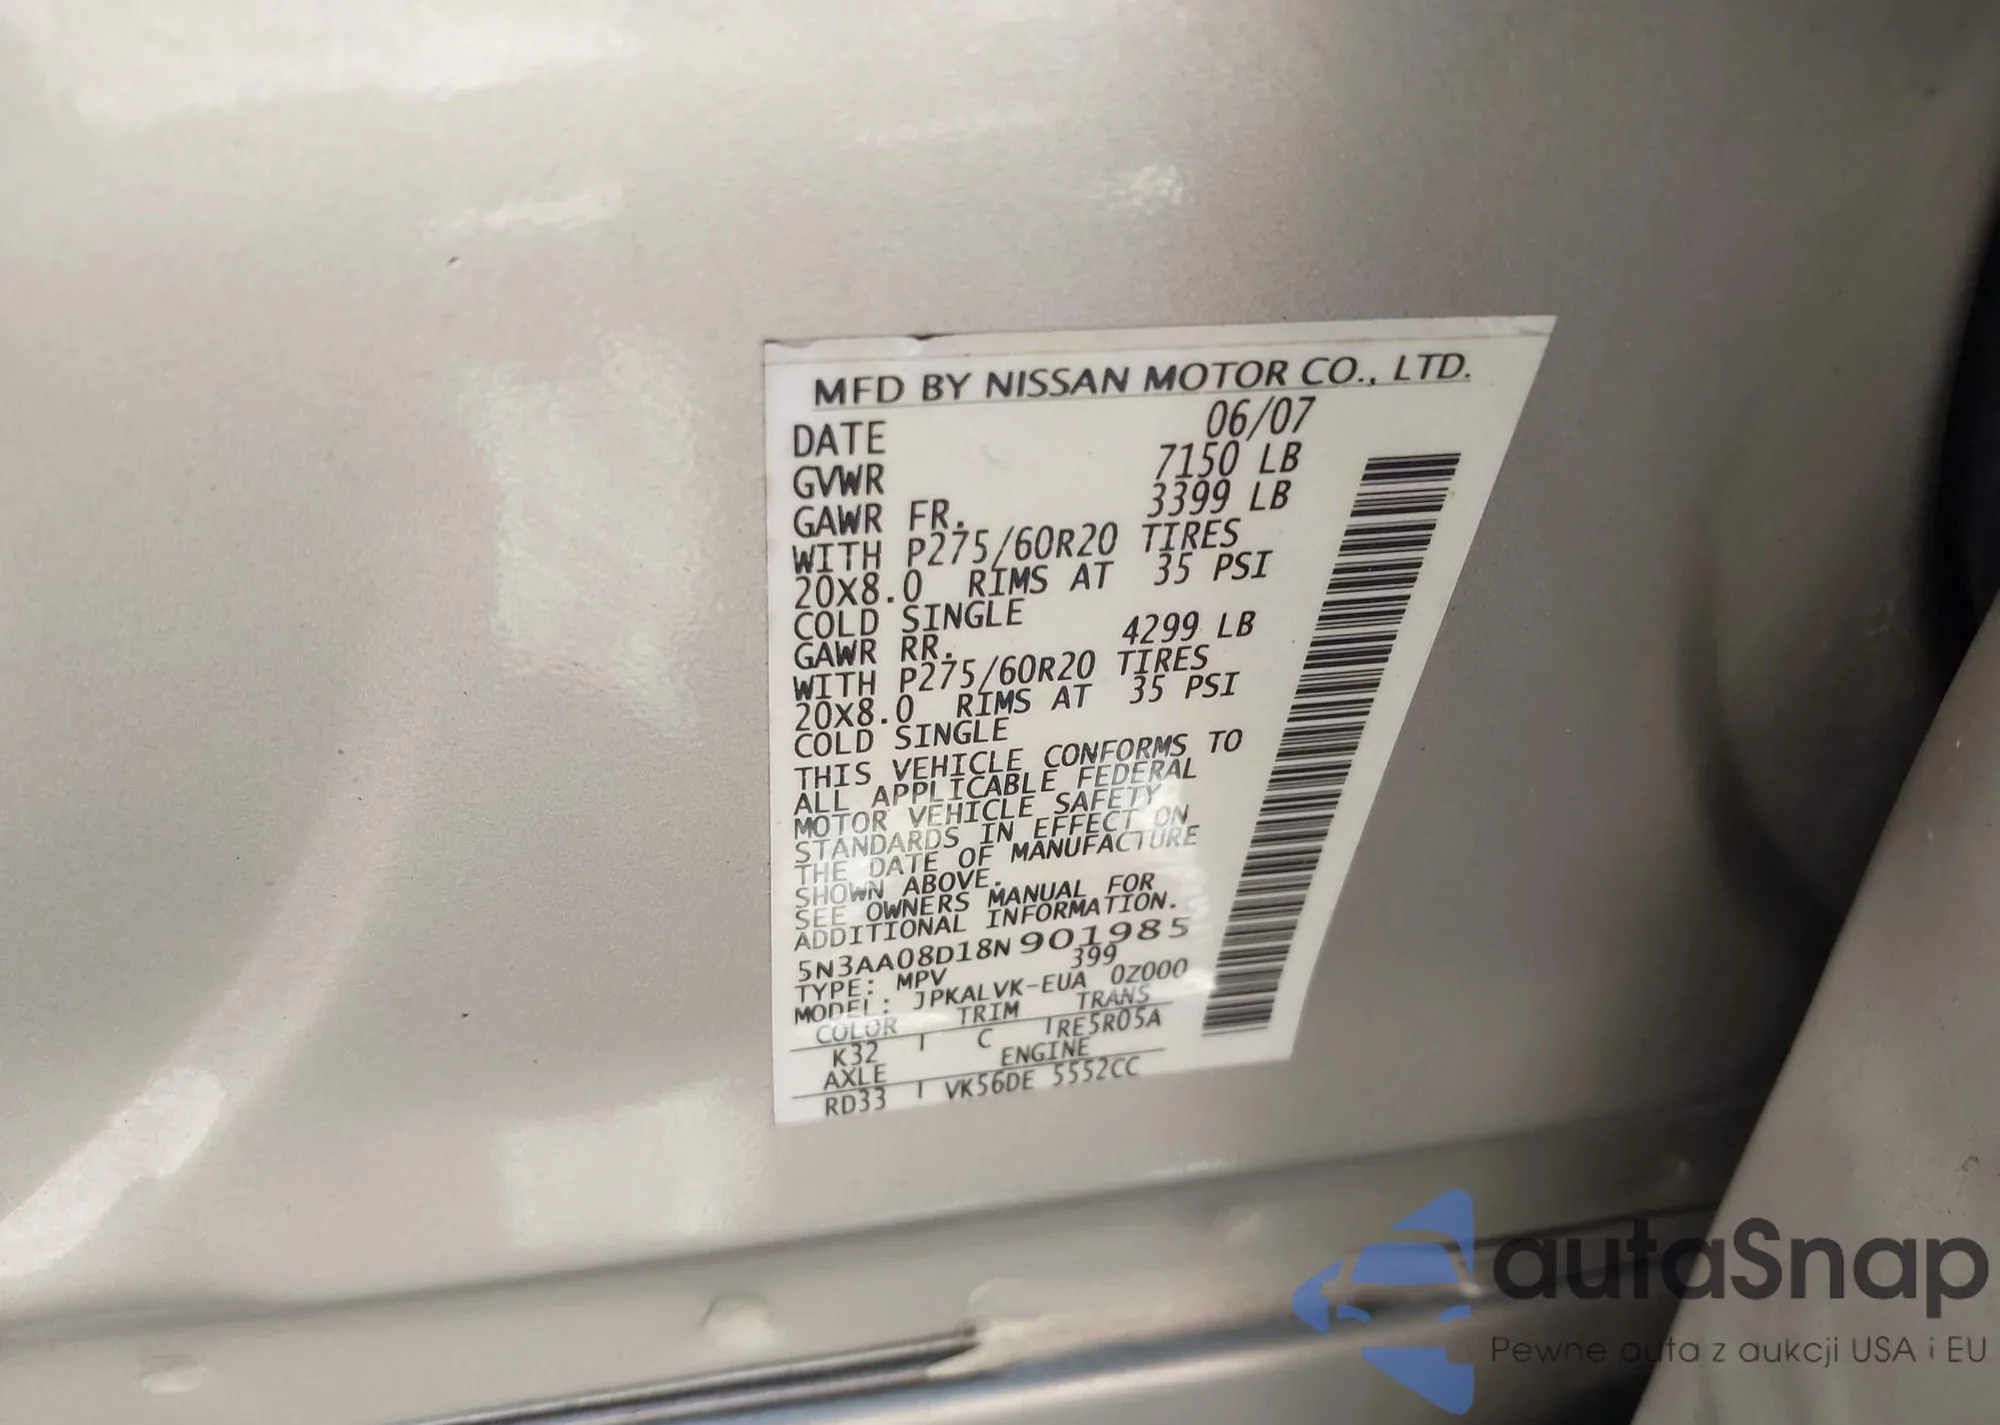 MFD BY NISSAN MOTOR CO., LTD.
DATE 06/07
GVWR 7150 LB
GAWR FR. 3399 LB
WITH P275/60R20 TIRES
20X8.0 RIMS AT 35 PSI
COLD SINGLE
GAWR RR. 4299 LB
WITH P275/60R20 TIRES
20X8.0 RIMS AT 35 PSI
COLD SINGLE
THIS VEHICLE CONFORMS TO
ALL APPLICABLE FEDERAL
MOTOR VEHICLE SAFETY
STANDARDS IN EFFECT ON
THE DATE OF MANUFACTURE
SHOWN ABOVE.
SEE OWNERS MANUAL FOR
ADDITIONAL INFORMATION.
5N3AA08D18N901985
TYPE: MPV 399
MODEL: JPKALVK-EUA 0Z000
COLOR TRIM TRANS
K32 C RE5R05A
AXLE ENGINE
RD33 VK56DE 5552CC
autaSnap
Pewne auta z aukcji USA i EU